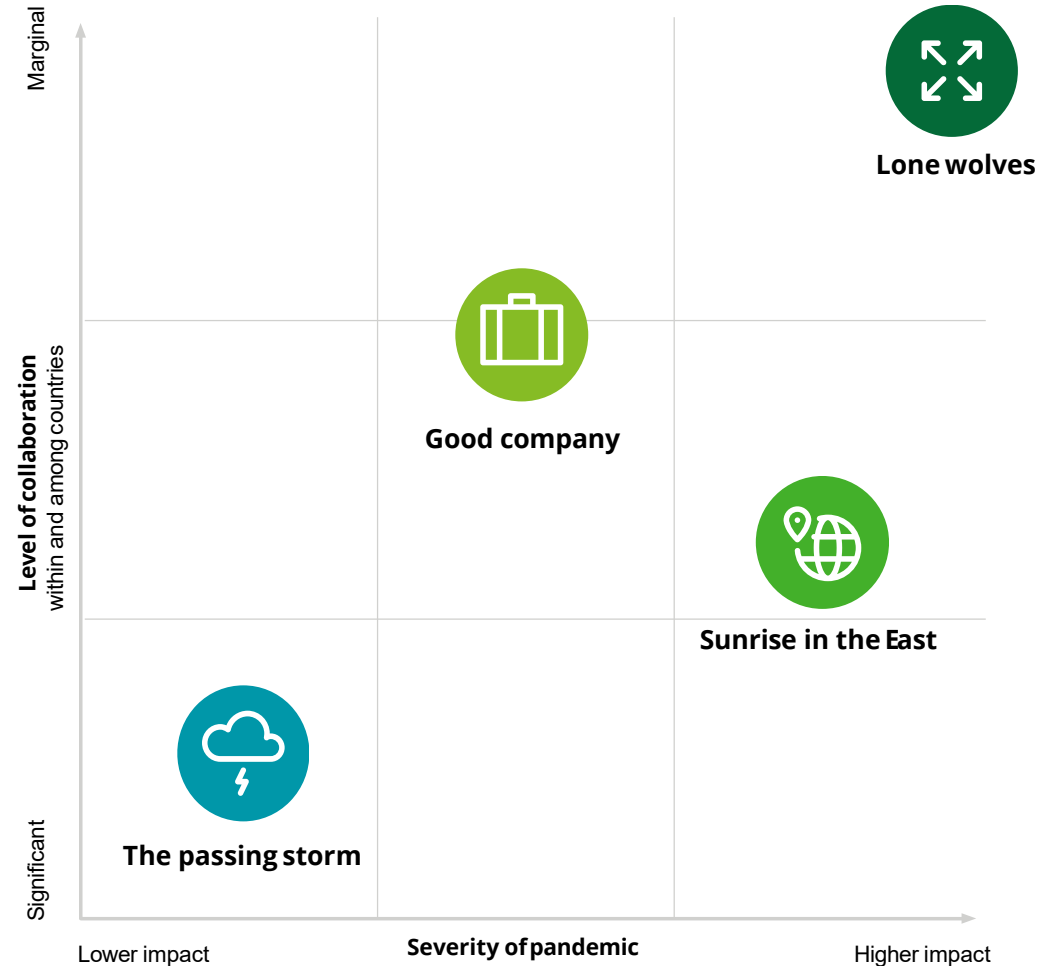 Marginal
Lone wolves
Level of collaboration
within and among countries
Good company
Sunrise in the East
The passing storm
Significant
Lower impact
Severity of pandemic
Higher impact